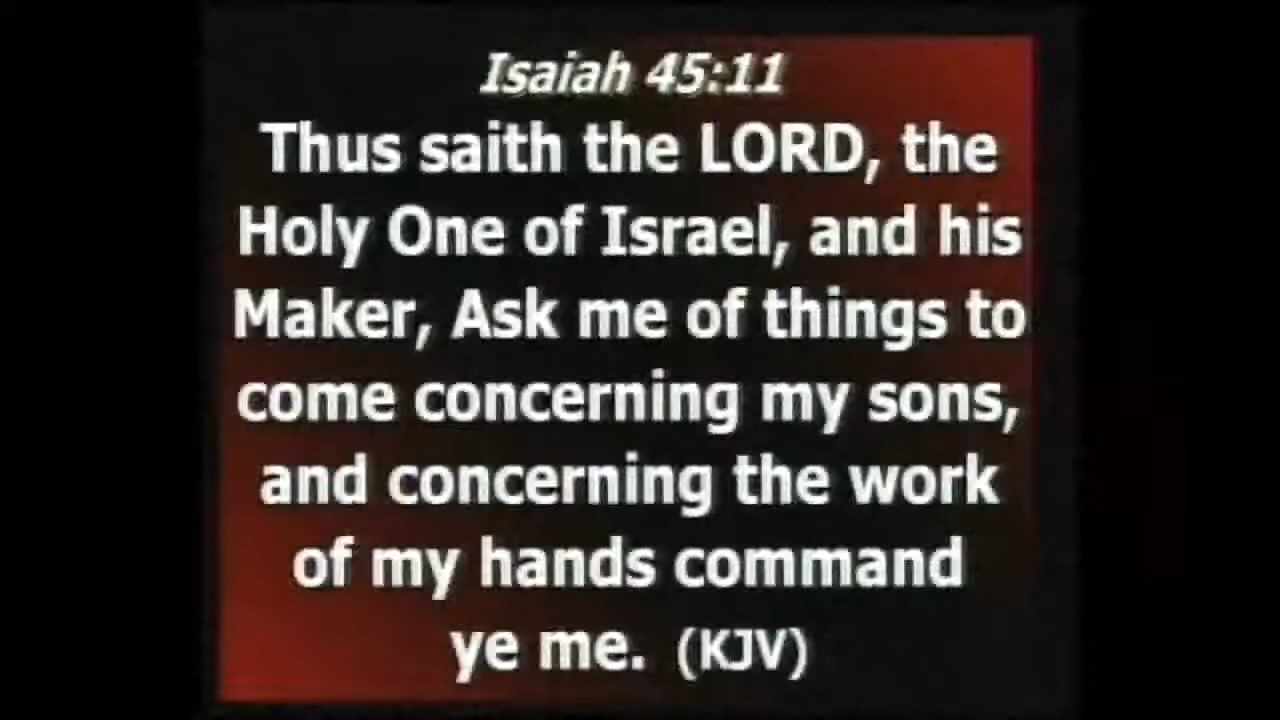 Isaiah 45:11
Thus saith the LORD, the
Holy One of Israel, and his
Maker, Ask me of things to
come concerning my sons,
and concerning the work
of my hands command
ye me. (KJV)